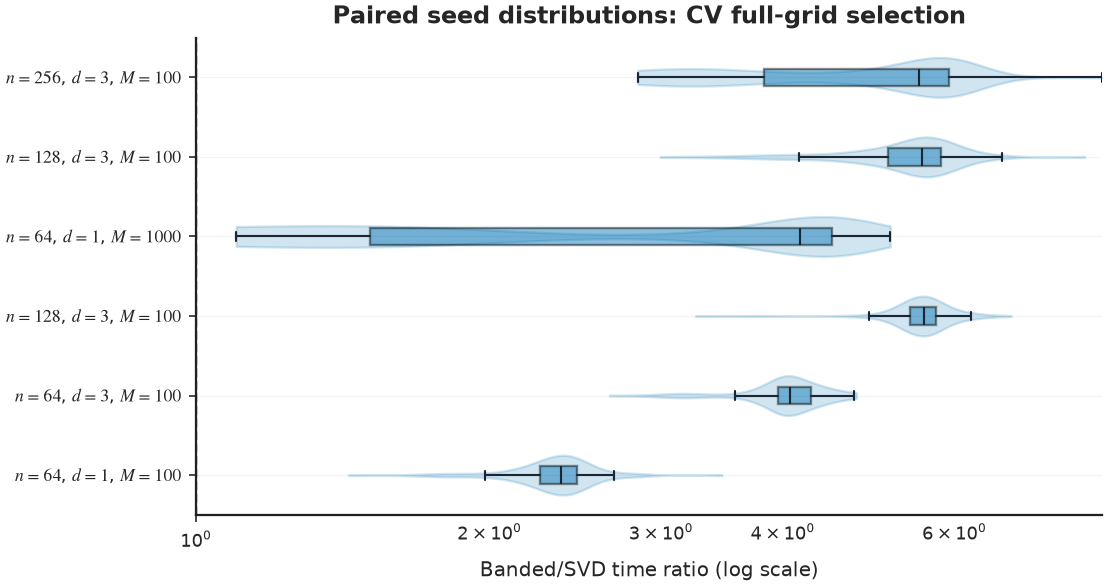 Paired seed distributions: CV full-grid selection
n = 256, d = 3, M = 100
n = 128, d = 3, M = 100
n = 64, d = 1, M = 1000
n = 128, d = 3, M = 100
n = 64, d = 3, M = 100
n = 64, d = 1, M = 100
10⁰ 2 × 10⁰ 3 × 10⁰ 4 × 10⁰ 6 × 10⁰
Banded/SVD time ratio (log scale)